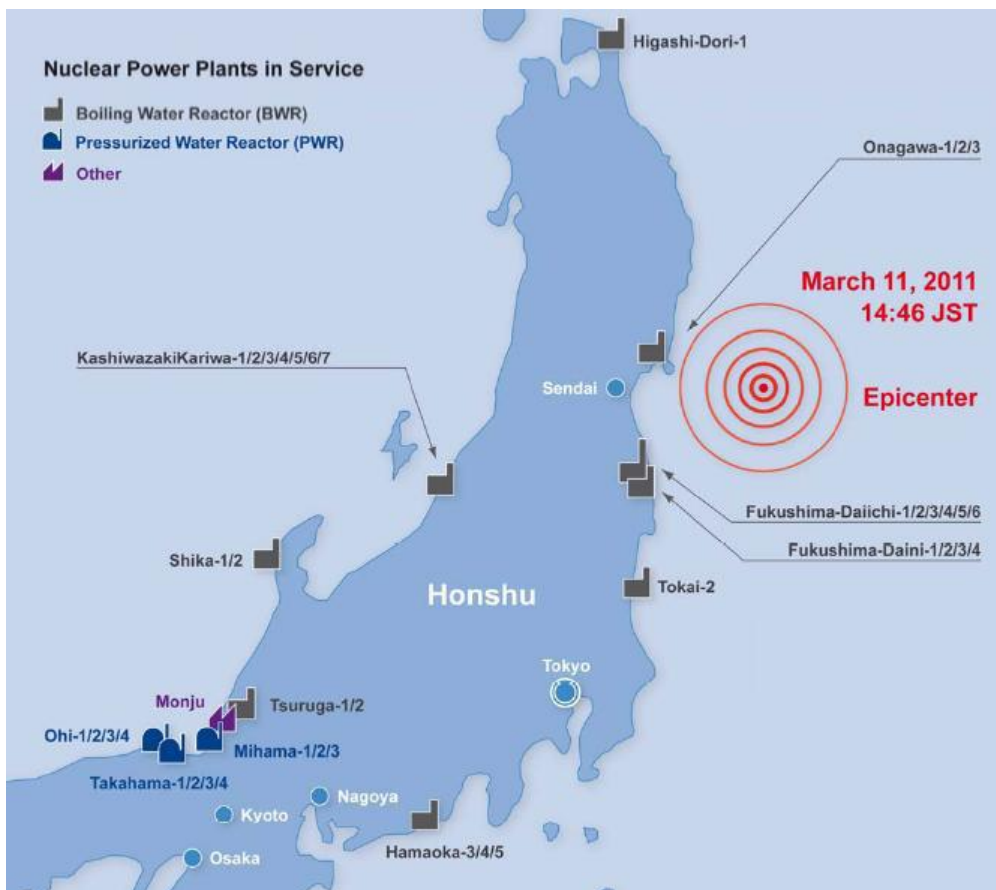 Higashi-Dori-1
Nuclear Power Plants in Service
Boiling Water Reactor (BWR)
Pressurized Water Reactor (PWR)
Other
Onagawa-1/2/3
March 11, 2011
14:46 JST
KashiwazakiKariwa-1/2/3/4/5/6/7
Sendai
Epicenter
Fukushima-Daiichi-1/2/3/4/5/6
Fukushima-Daini-1/2/3/4
Shika-1/2
Tokai-2
Honshu
Tokyo
Monju
Tsuruga-1/2
Ohi-1/2/3/4
Mihama-1/2/3
Takahama-1/2/3/4
Nagoya
Kyoto
Hamaoka-3/4/5
Osaka